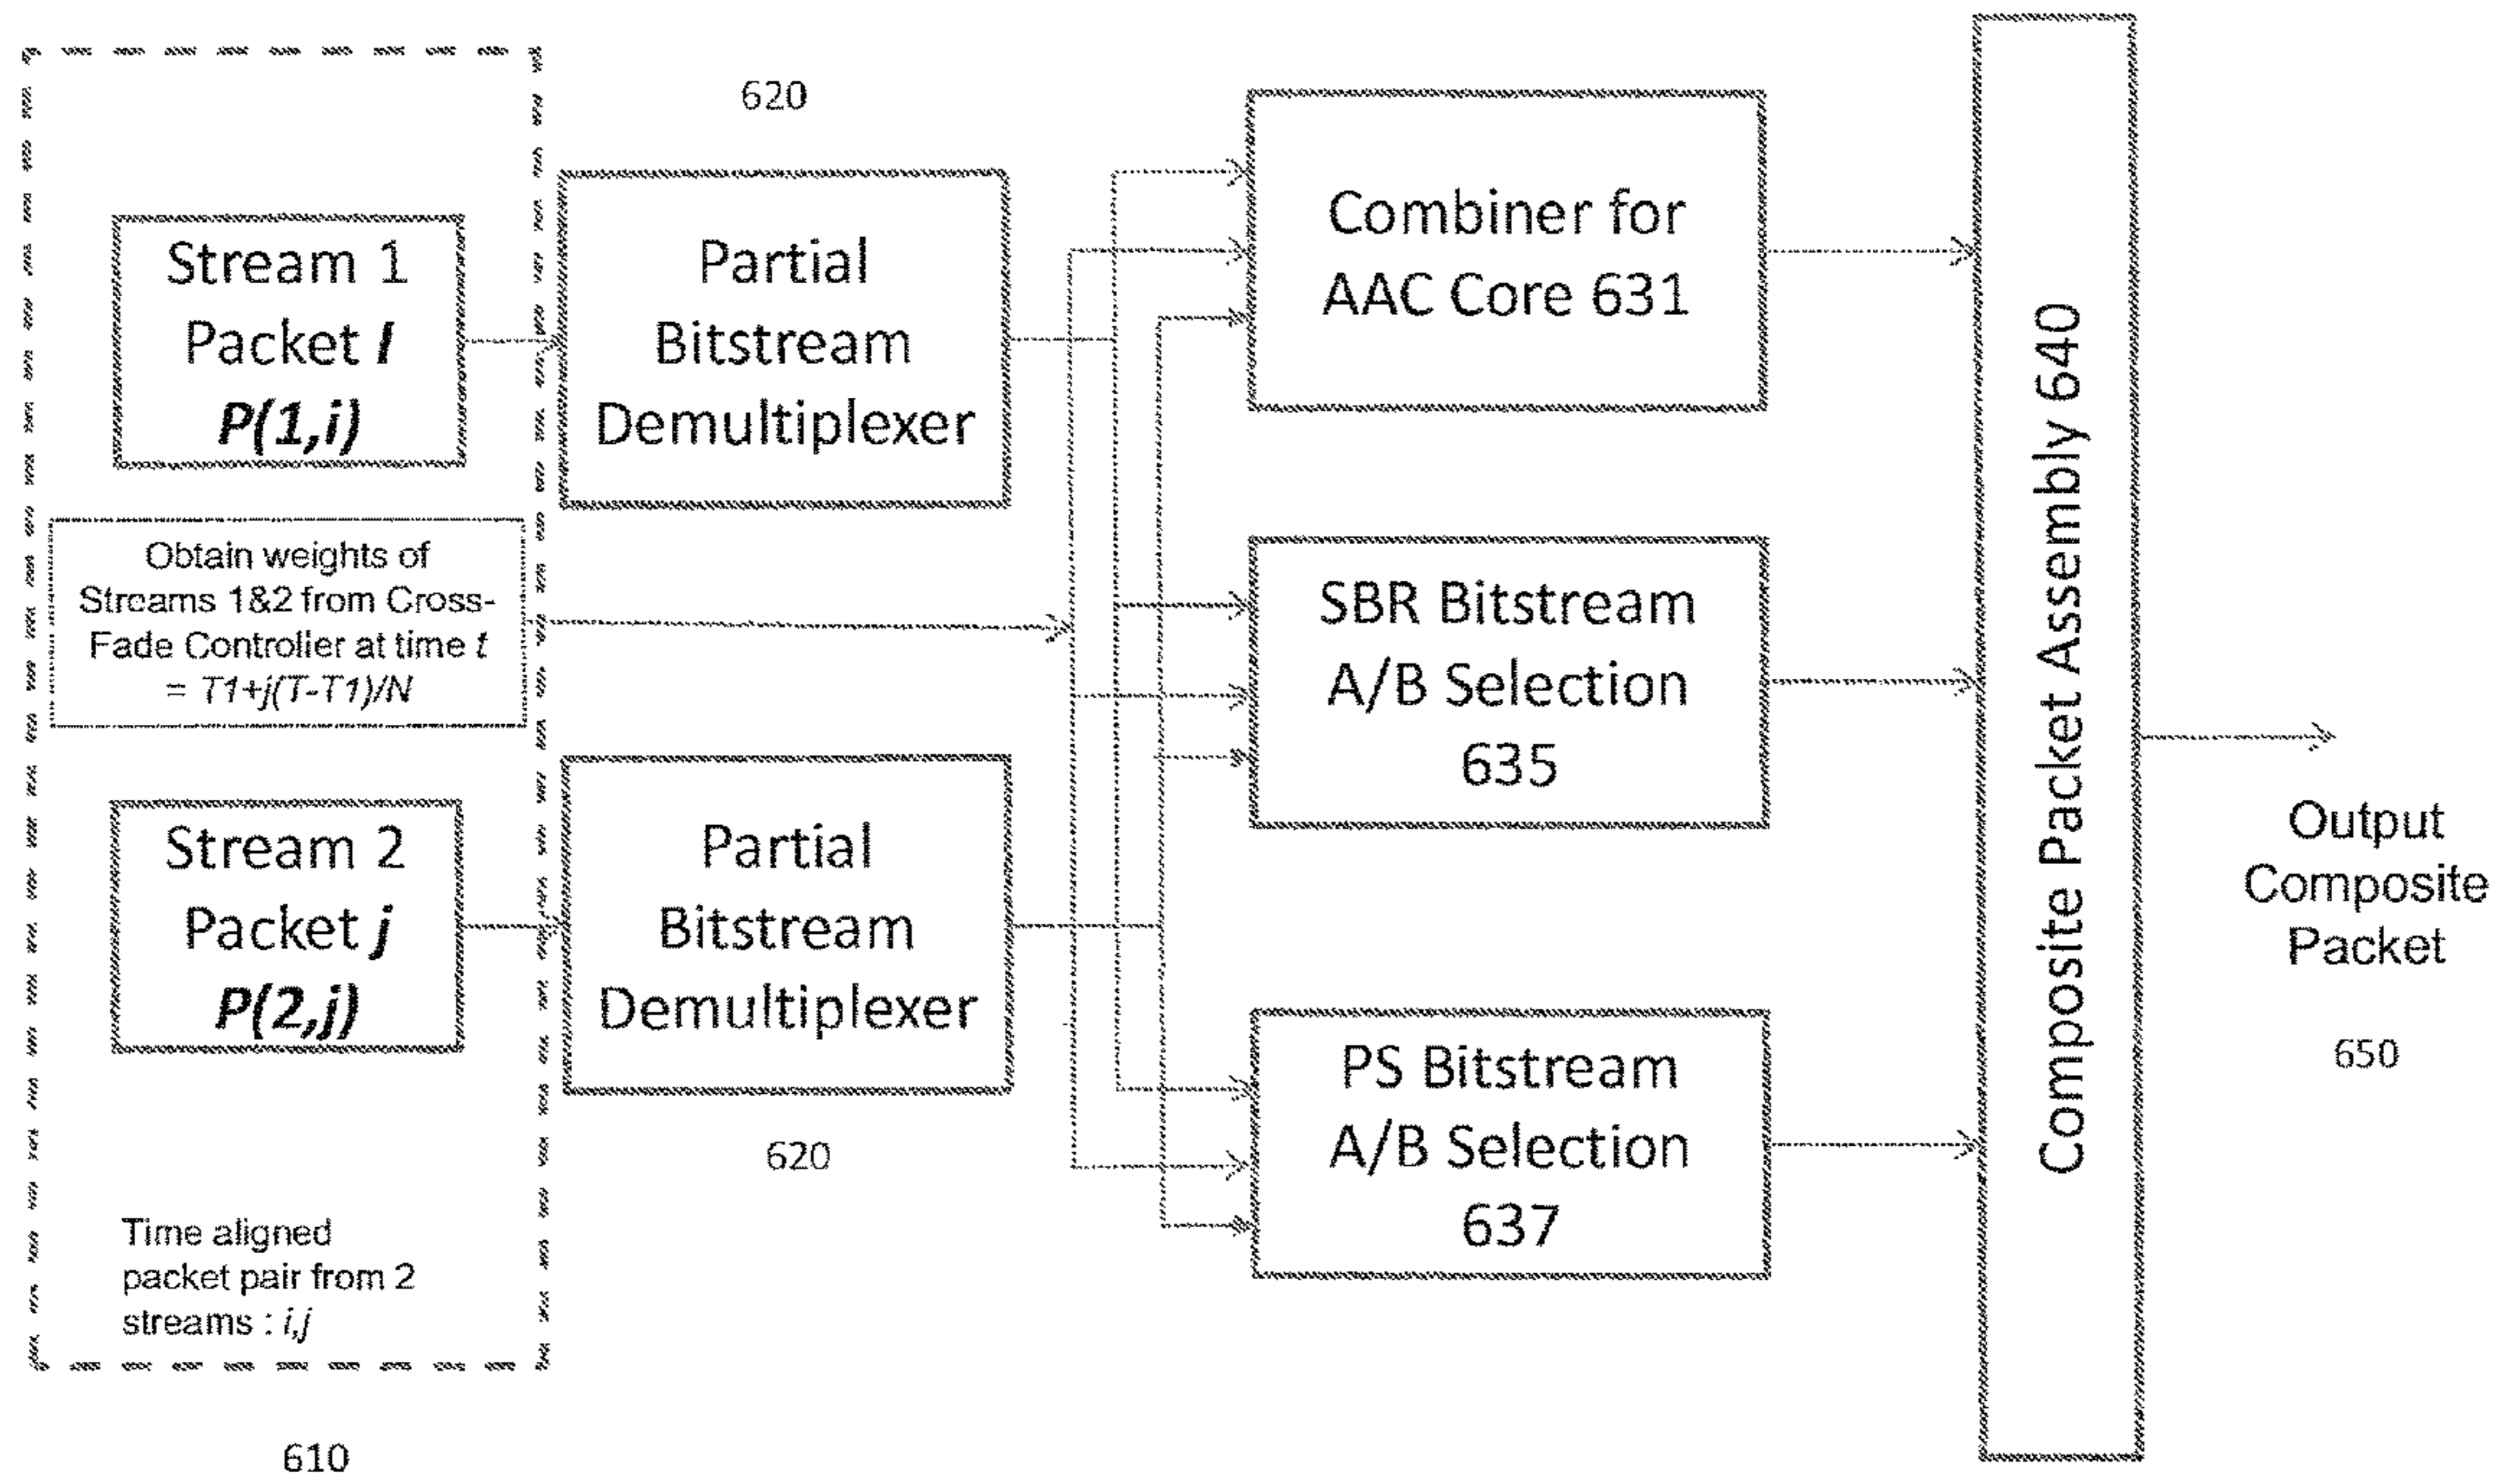 620
Stream 1
Packet I
P(1,i)
Partial
Bitstream
Demultiplexer
Combiner for
AAC Core 631
Obtain weights of
Streams 1&2 from Cross-
Fade Controller at time t
= T1+j(T-T1)/N
SBR Bitstream
A/B Selection
635
Stream 2
Packet j
P(2,j)
Partial
Bitstream
Demultiplexer
620
PS Bitstream
A/B Selection
637
Composite Packet Assembly 640
Output
Composite
Packet
650
Time aligned
packet pair from 2
streams : i,j
610